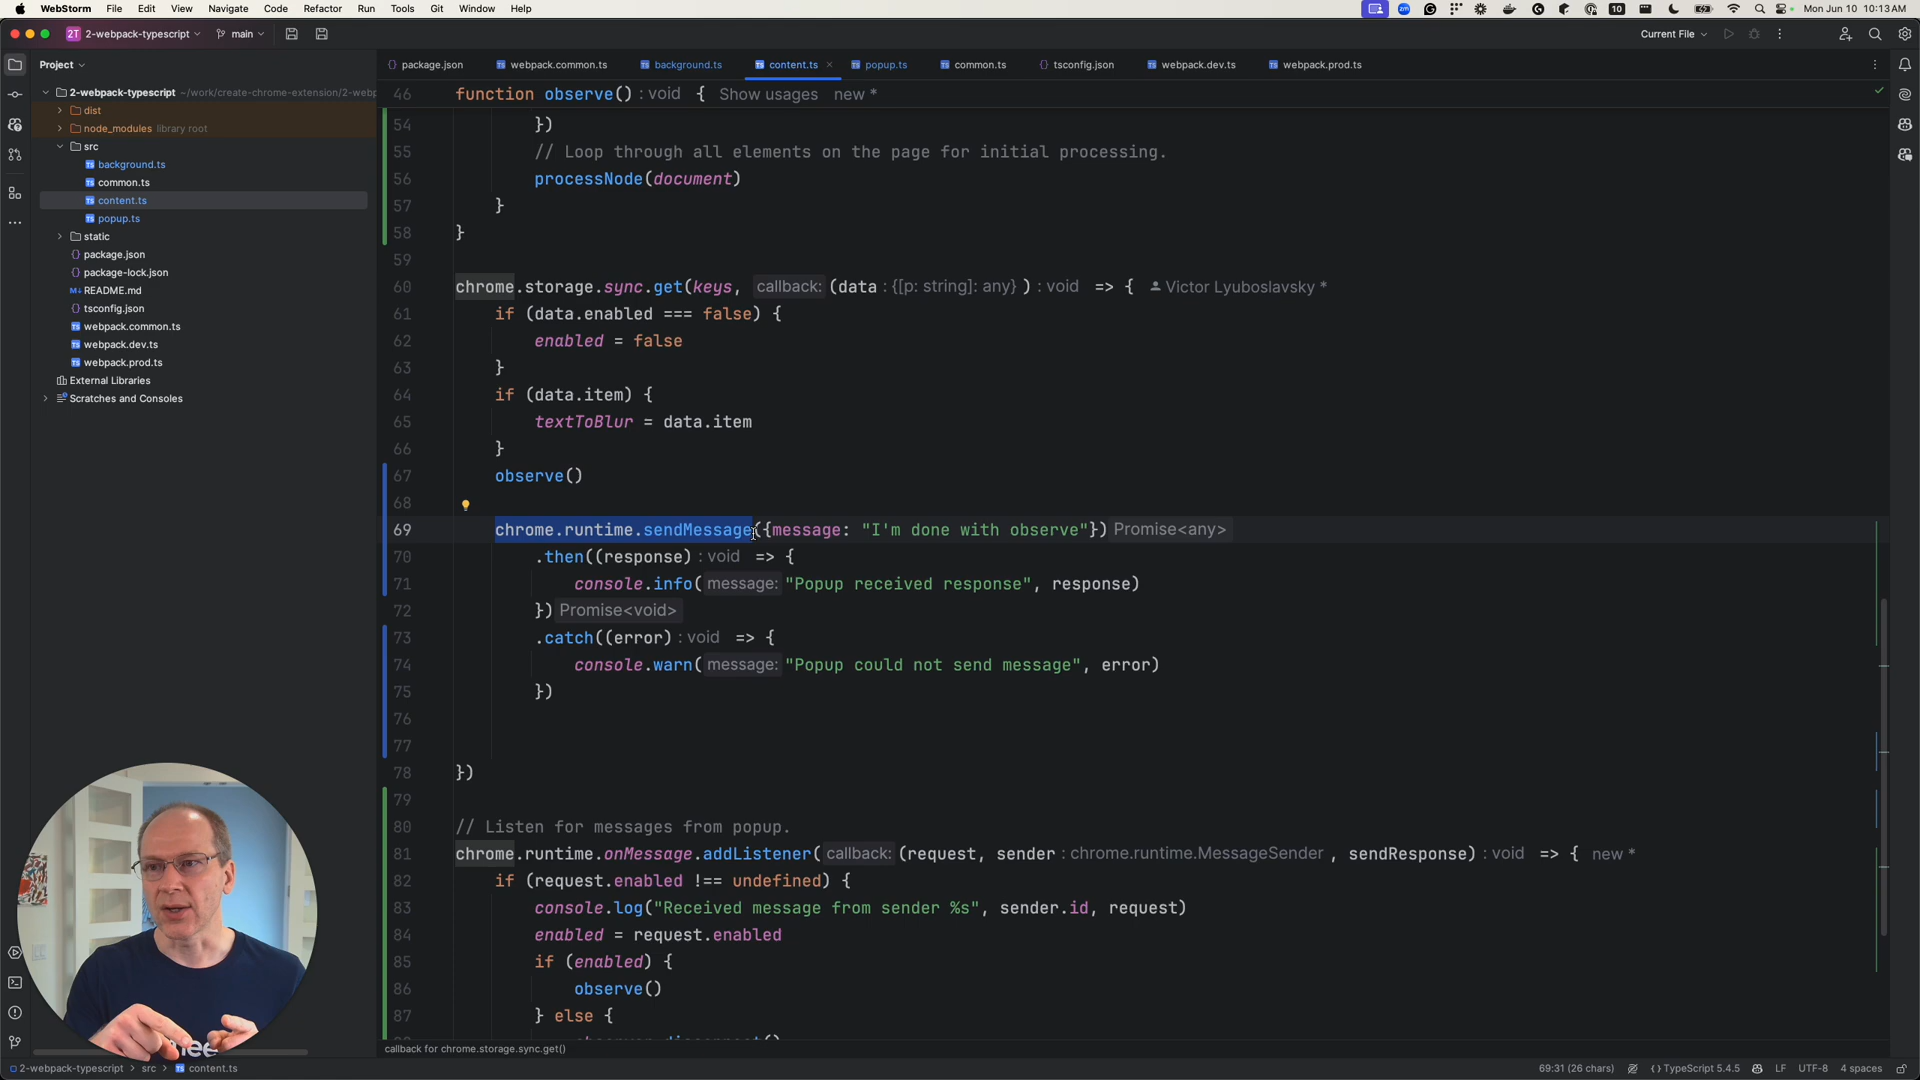 WebStorm File Edit View Navigate Code Refactor Run Tools Git Window Help
10 Mon Jun 10 10:13 AM
2T 2-webpack-typescript main Current File
Project
package.json webpack.common.ts background.ts content.ts popup.ts common.ts tsconfig.json webpack.dev.ts webpack.prod.ts
2-webpack-typescript ~/work/create-chrome-extension/2-webp
dist
node_modules library root
src
background.ts
common.ts
content.ts
popup.ts
static
package.json
package-lock.json
README.md
tsconfig.json
webpack.common.ts
webpack.dev.ts
webpack.prod.ts
External Libraries
Scratches and Consoles
46 function observe() : void { Show usages new *
54 })
55 // Loop through all elements on the page for initial processing.
56 processNode(document)
57 }
58 }
59
60 chrome.storage.sync.get(keys, callback: (data : {[p: string]: any} ) : void => { Victor Lyuboslavsky *
61 if (data.enabled === false) {
62 enabled = false
63 }
64 if (data.item) {
65 textToBlur = data.item
66 }
67 observe()
68
69 chrome.runtime.sendMessage({message: "I'm done with observe"}) Promise<any>
70 .then((response) : void => {
71 console.info( message: "Popup received response", response)
72 }) Promise<void>
73 .catch((error) : void => {
74 console.warn( message: "Popup could not send message", error)
75 })
76
77
78 })
79
80 // Listen for messages from popup.
81 chrome.runtime.onMessage.addListener( callback: (request, sender : chrome.runtime.MessageSender , sendResponse) : void => { new *
82 if (request.enabled !== undefined) {
83 console.log("Received message from sender %s", sender.id, request)
84 enabled = request.enabled
85 if (enabled) {
86 observe()
87 } else {
callback for chrome.storage.sync.get()
2-webpack-typescript > src > content.ts 69:31 (26 chars) TypeScript 5.4.5 LF UTF-8 4 spaces